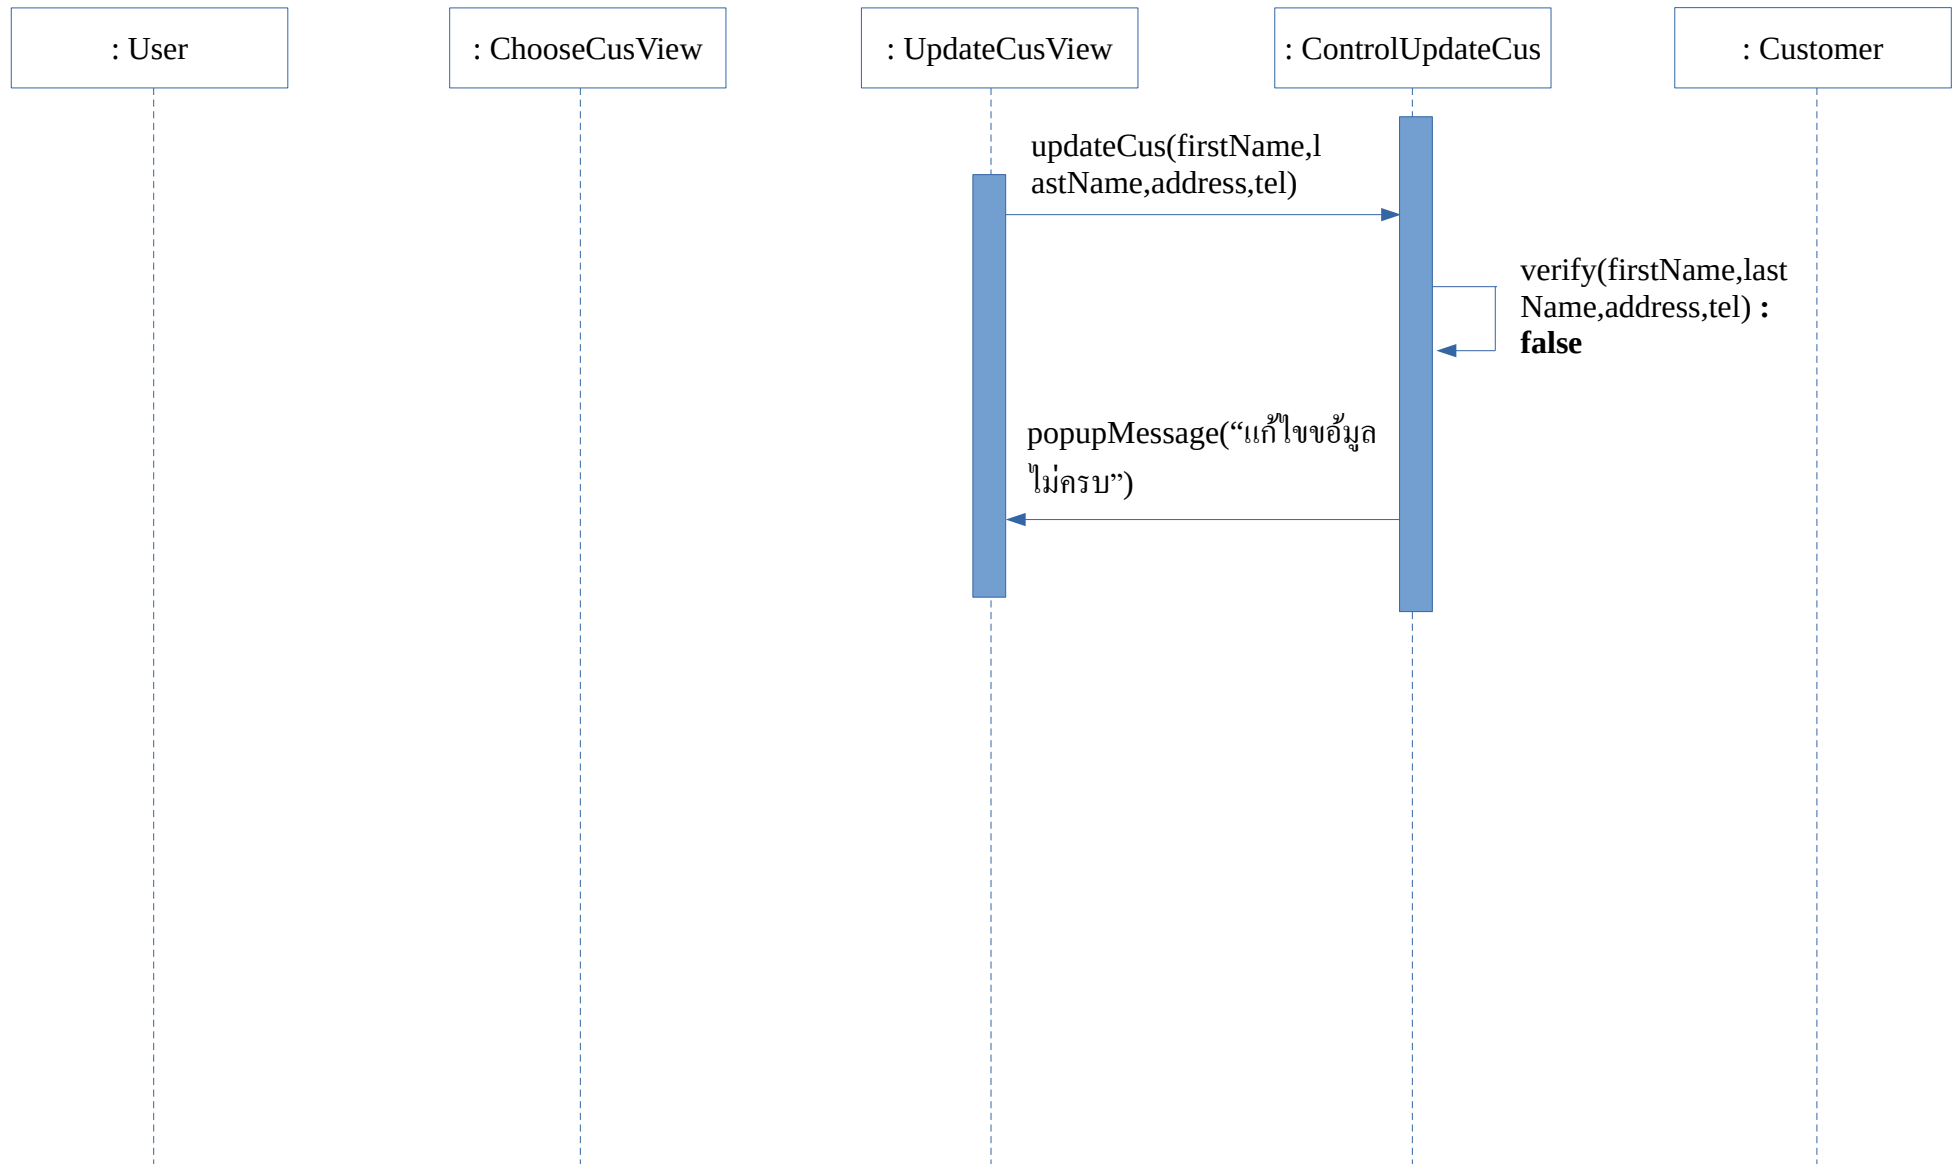 : User
: ChooseCusView
: UpdateCusView
: ControlUpdateCus
: Customer
updateCus(firstName,l
astName,address,tel)
verify(firstName,last
Name,address,tel) :
false
popupMessage(“แก้ไขขอ้มูล
ไม่ครบ”)